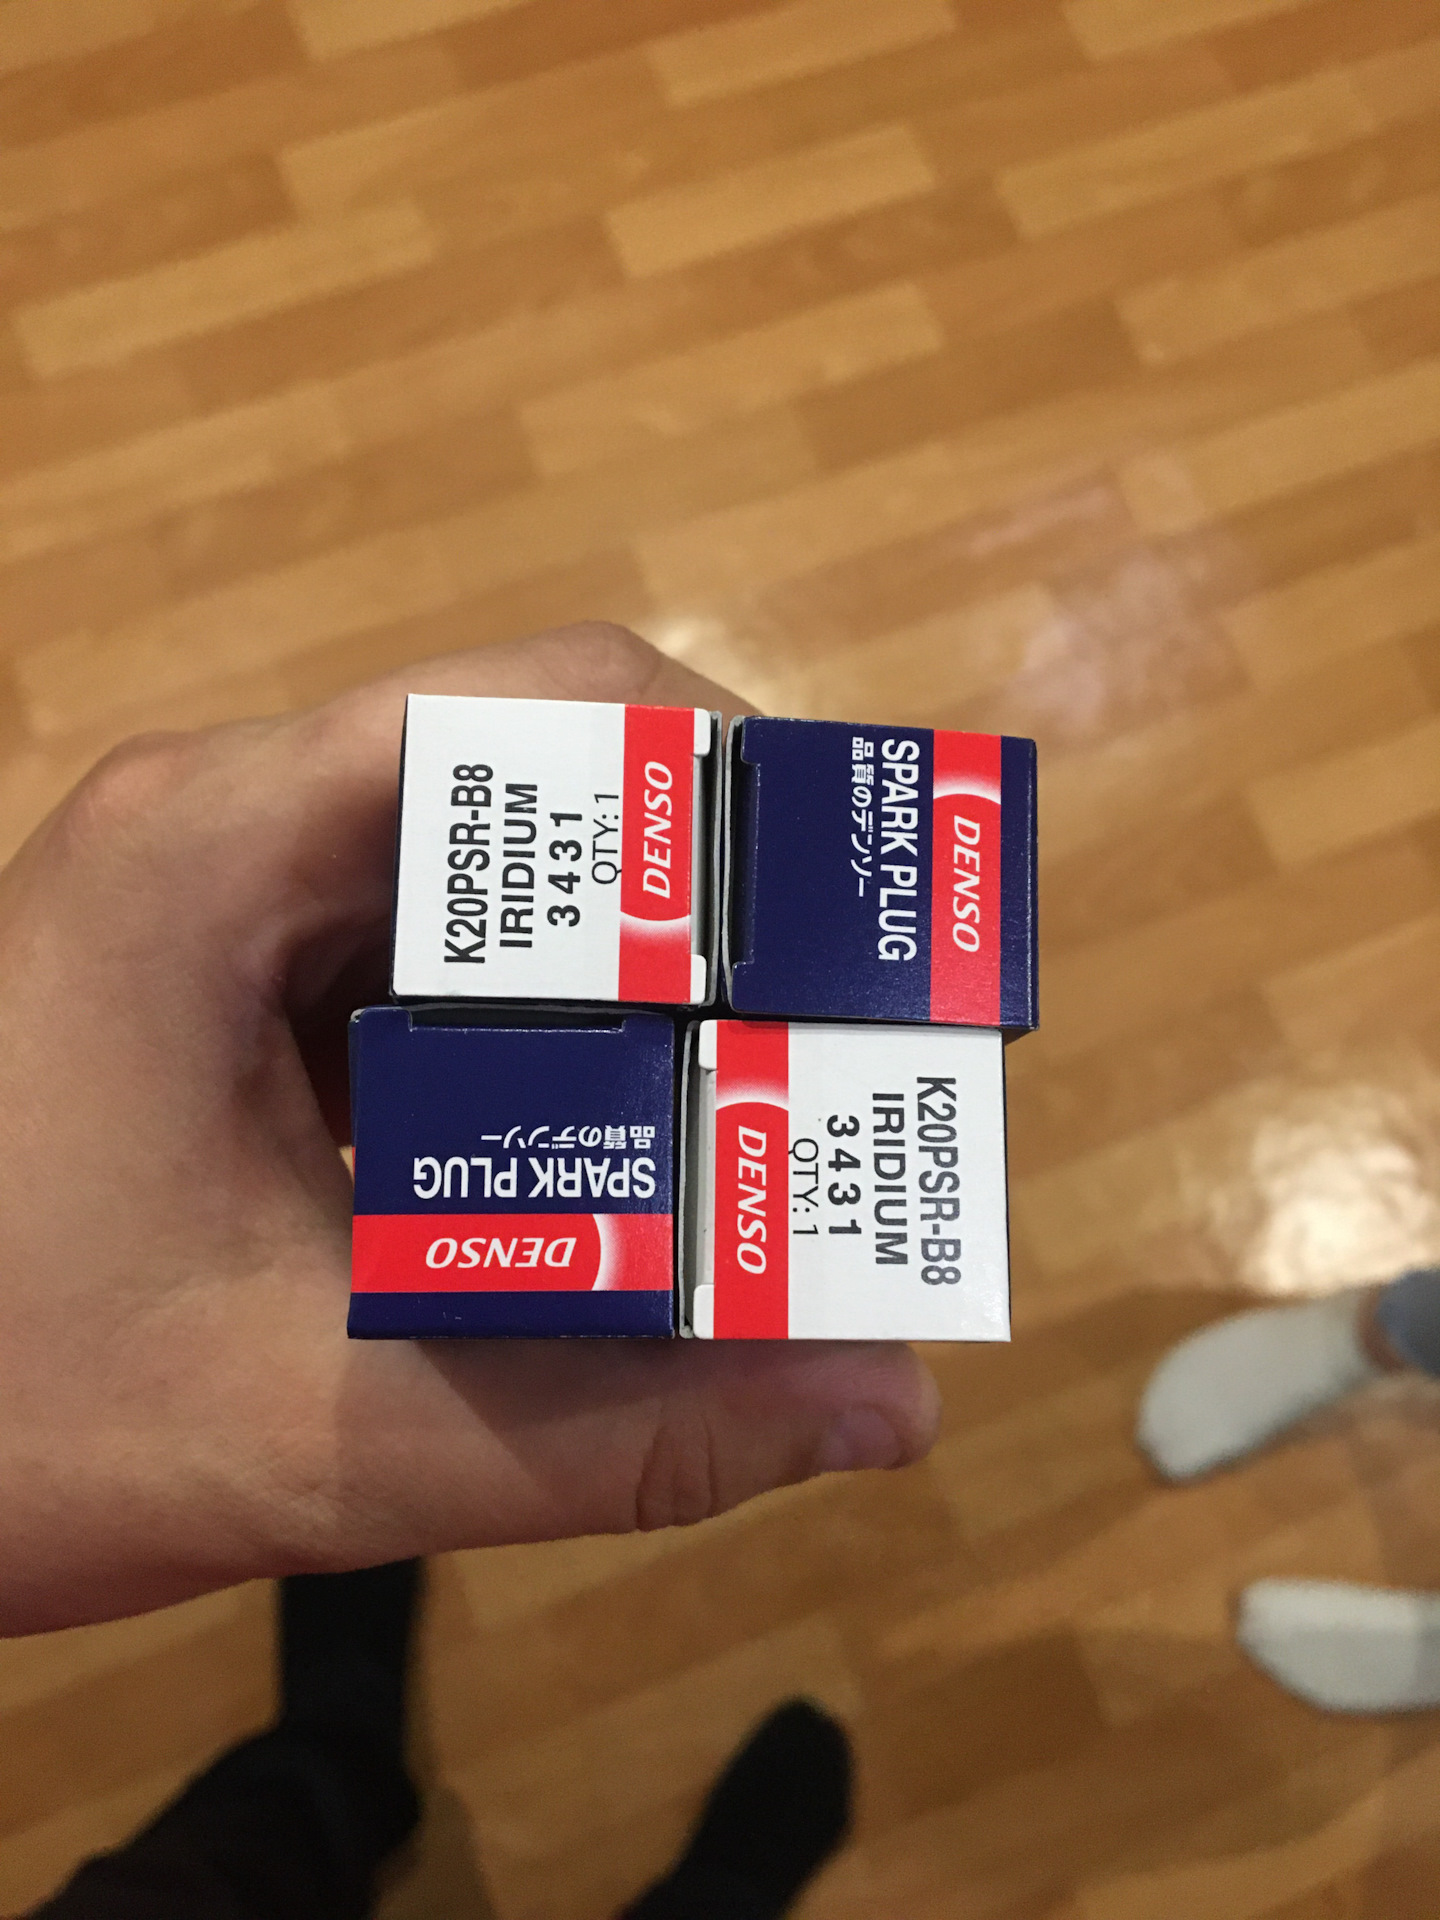 K20PSR-B8
IRIDIUM
3431
QTY: 1
DENSO
DENSO
SPARK PLUG
品質のデンソー
DENSO
SPARK PLUG
品質のデンソー
K20PSR-B8
IRIDIUM
3431
QTY: 1
DENSO